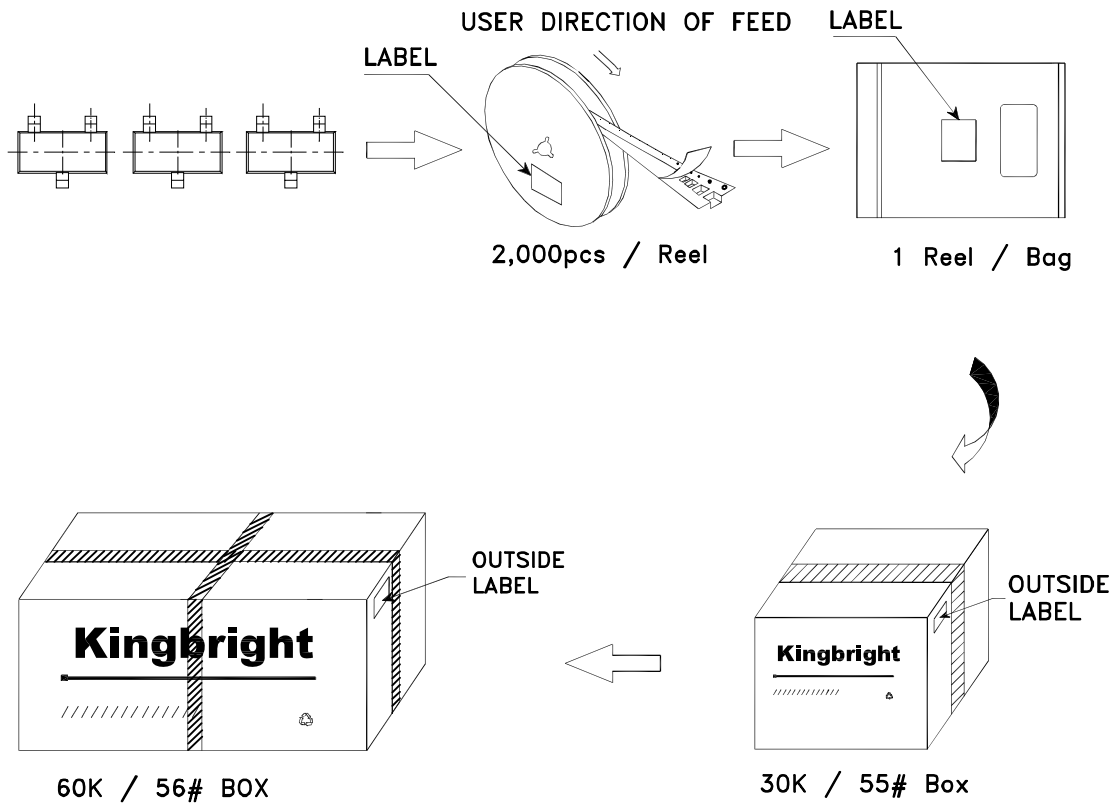 USER DIRECTION OF FEED
LABEL
LABEL
2,000pcs / Reel
1 Reel / Bag
OUTSIDE
LABEL
Kingbright
60K / 56# BOX
OUTSIDE
LABEL
Kingbright
30K / 55# Box